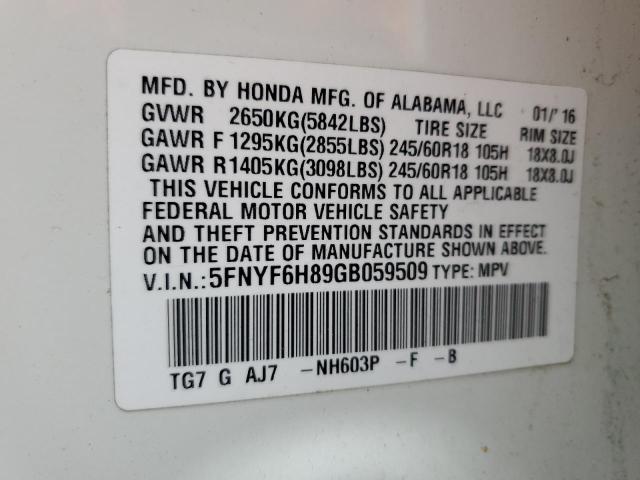 MFD. BY HONDA MFG. OF ALABAMA, LLC 01/'16
GVWR 2650KG(5842LBS) TIRE SIZE RIM SIZE
GAWR F 1295KG(2855LBS) 245/60R18 105H 18X8.0J
GAWR R 1405KG(3098LBS) 245/60R18 105H 18X8.0J
THIS VEHICLE CONFORMS TO ALL APPLICABLE
FEDERAL MOTOR VEHICLE SAFETY
AND THEFT PREVENTION STANDARDS IN EFFECT
ON THE DATE OF MANUFACTURE SHOWN ABOVE.
V.I.N.:5FNYF6H89GB059509 TYPE: MPV
TG7 G AJ7 -NH603P -F -B